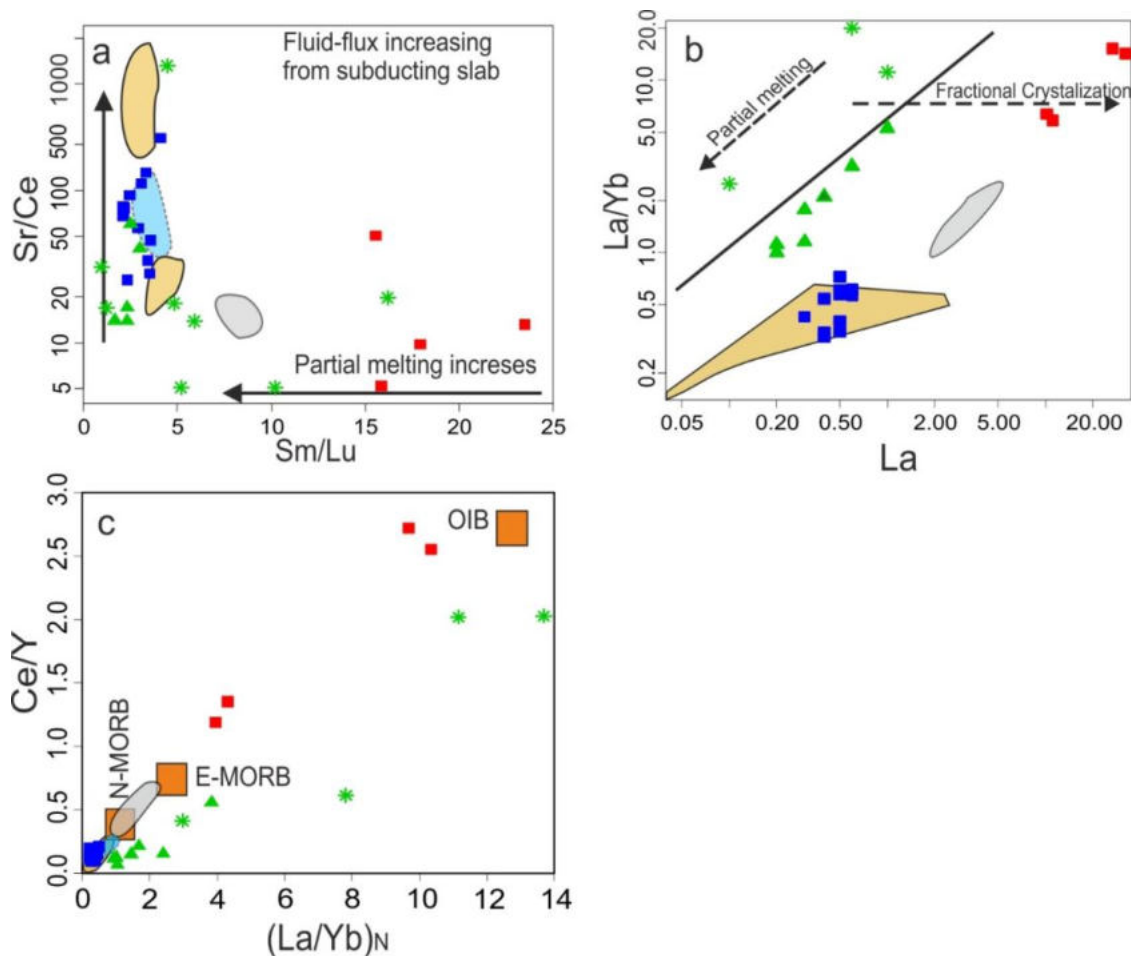 a
Fluid-flux increasing
from subducting slab
Sr/Ce
1000
500
100
50
20
10
5
Partial melting increses
0
5
10
15
20
25
Sm/Lu
b
La/Yb
20.0
10.0
5.0
1.0
0.5
0.2
Partial melting
Fractional Crystalization
0.05
0.20
0.50
2.00
5.00
20.00
La
c
Ce/Y
3.0
2.5
2.0
1.5
1.0
0.5
0.0
OIB
N-MORB
E-MORB
0
2
4
6
8
10
12
14
(La/Yb)N